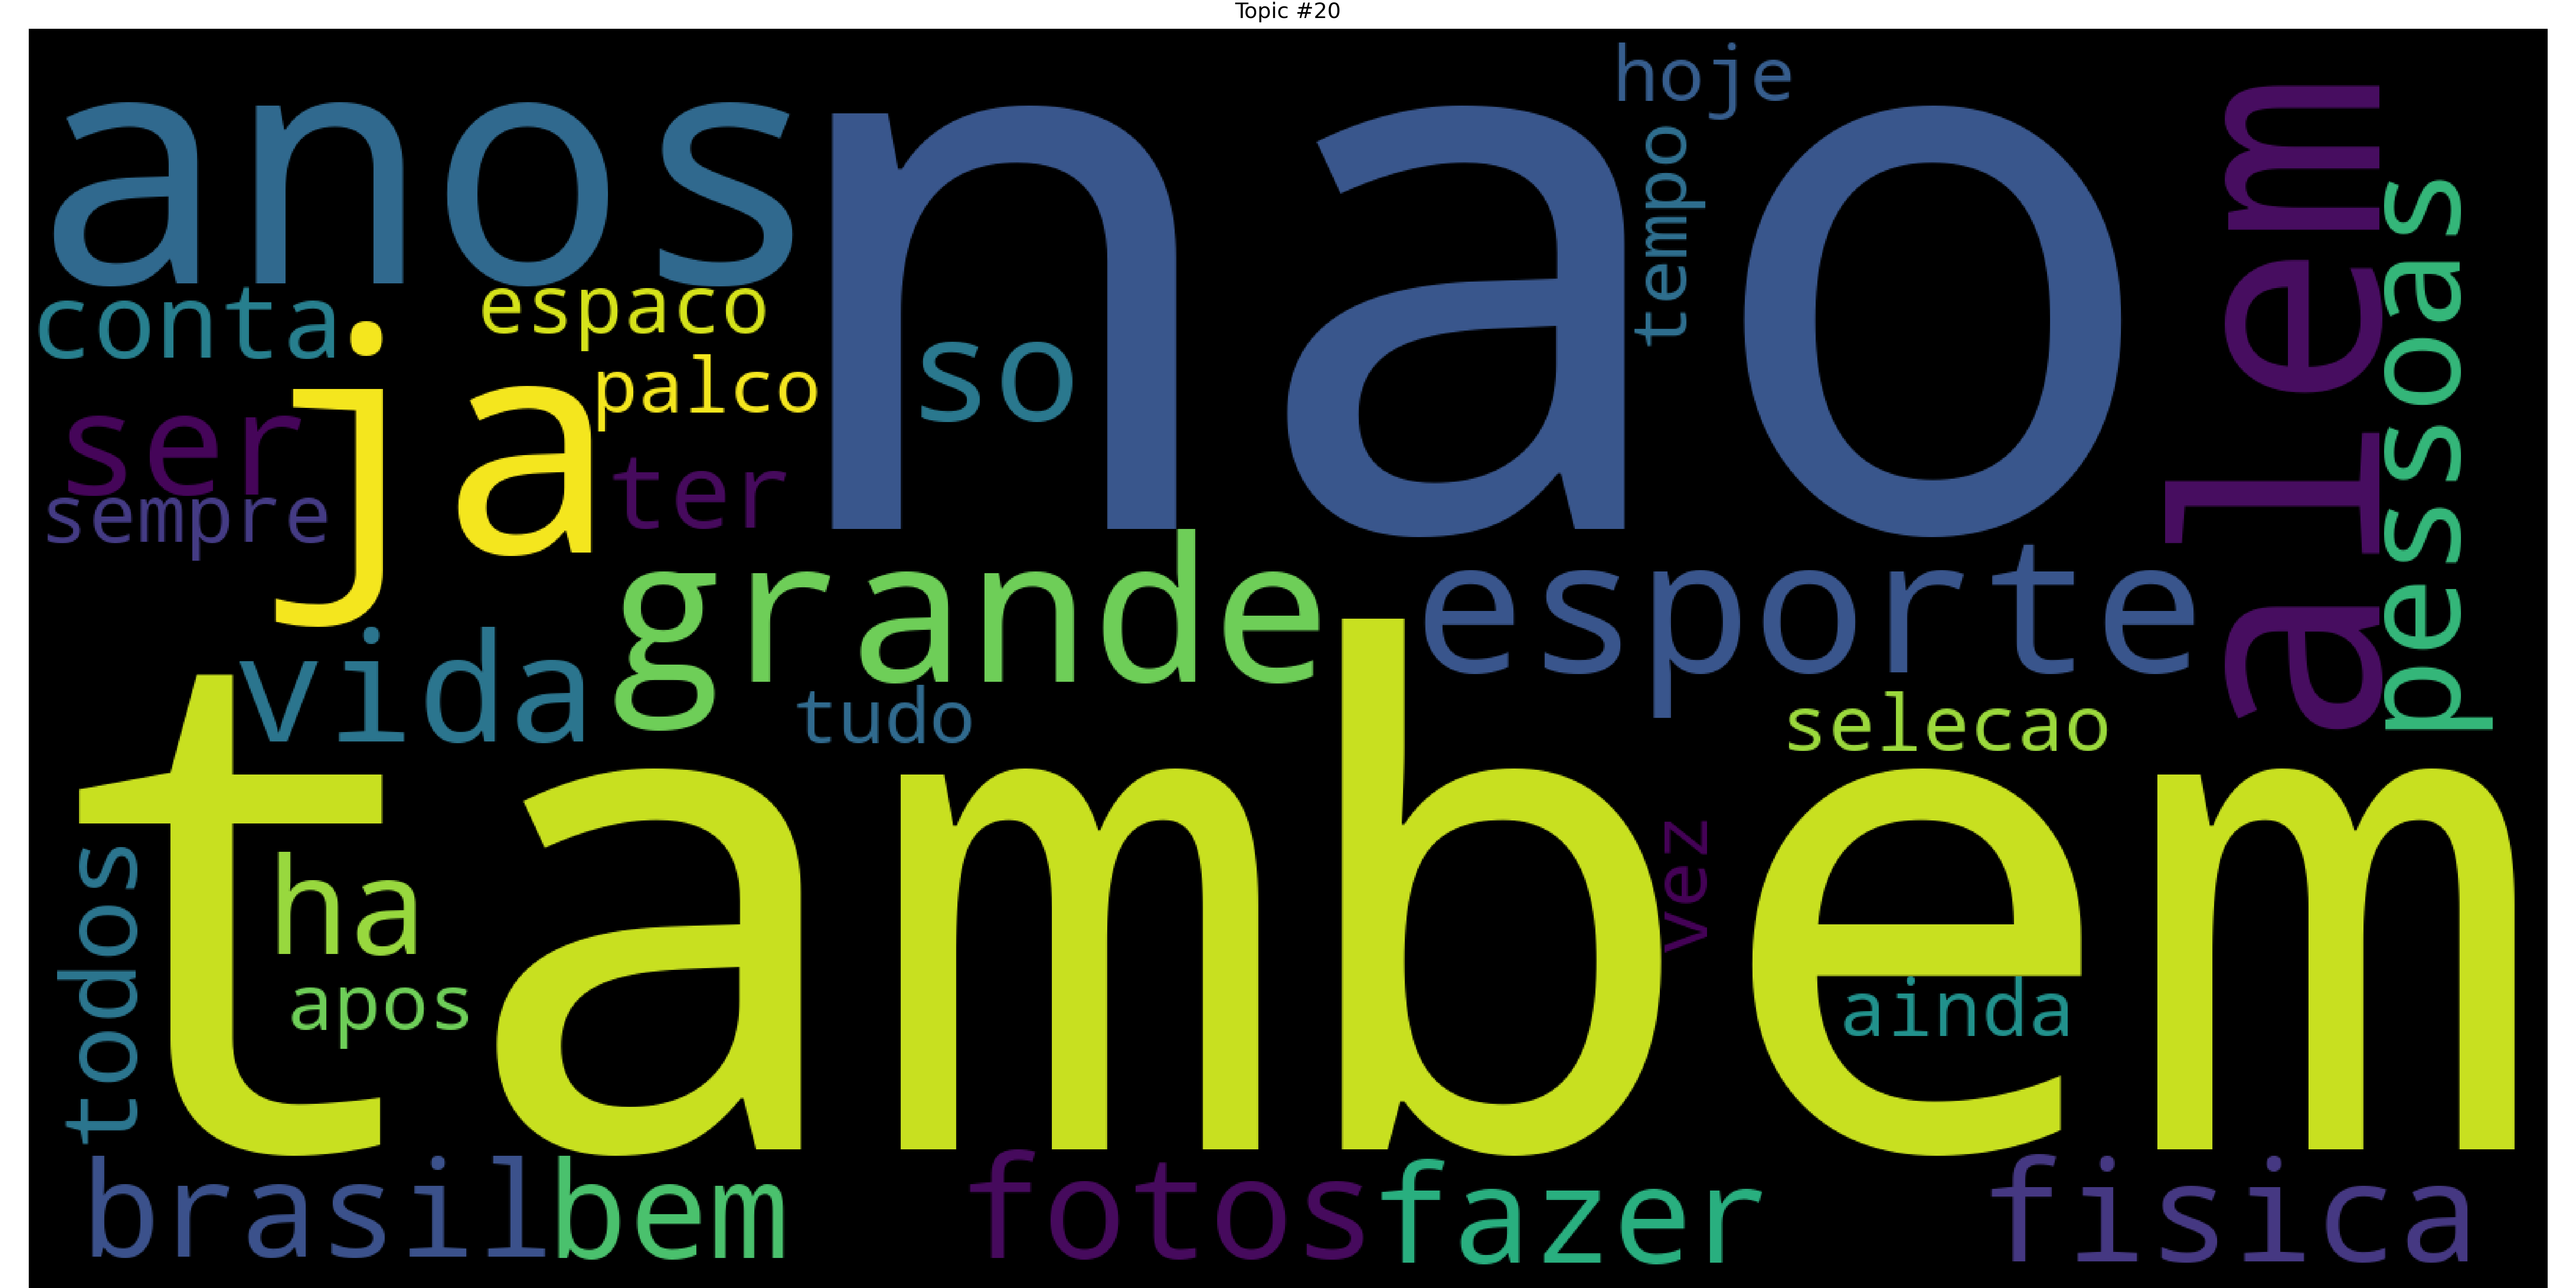 Topic #20
anos
nao
hoje
tempo
alem
pessoas
conta
espaco
ja
palco
so
ser
sempre
ter
grande
esporte
vida
tudo
selecao
tambem
todos
ha
apos
vez
ainda
brasil
bem
fotos
fazer
fisica